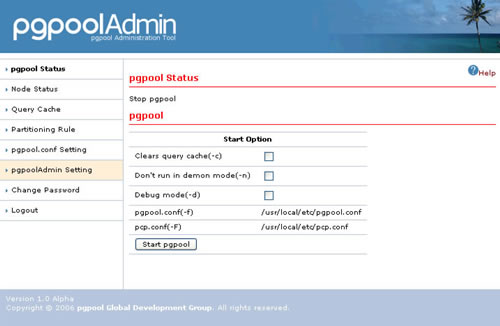 pgpoolAdmin
pgpool Administration Tool
pgpool Status
Node Status
Query Cache
Partitioning Rule
pgpool.conf Setting
pgpoolAdmin Setting
Change Password
Logout
Help
pgpool Status
Stop pgpool
pgpool
Start Option
Clears query cache(-c)
Don't run in demon mode(-n)
Debug mode(-d)
pgpool.conf(-f) /usr/local/etc/pgpool.conf
pcp.conf(-F) /usr/local/etc/pcp.conf
Start pgpool
Version 1.0 Alpha
Copyright © 2006 pgpool Global Development Group. All rights reserved.